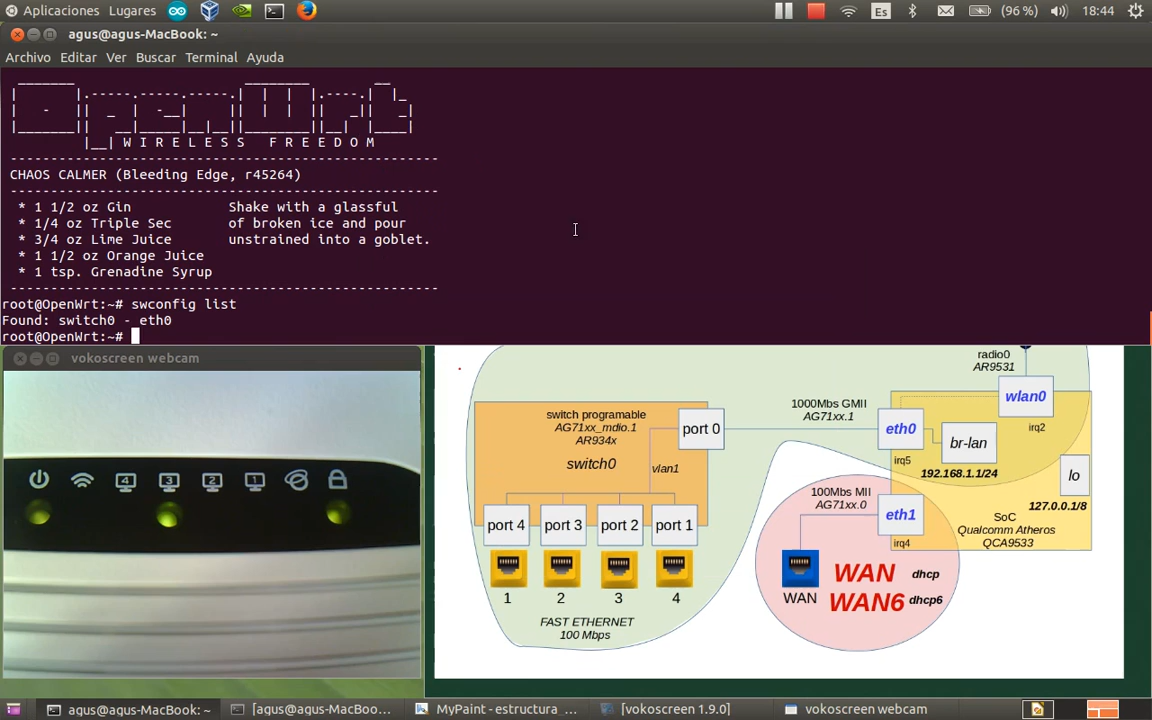 Aplicaciones Lugares Es (96 %) 18:44
agus@agus-MacBook: ~
Archivo Editar Ver Buscar Terminal Ayuda
OpenWrt
|__| W I R E L E S S   F R E E D O M
-----------------------------------------------------
CHAOS CALMER (Bleeding Edge, r45264)
-----------------------------------------------------
* 1 1/2 oz Gin            Shake with a glassful
* 1/4 oz Triple Sec       of broken ice and pour
* 3/4 oz Lime Juice       unstrained into a goblet.
* 1 1/2 oz Orange Juice
* 1 tsp. Grenadine Syrup
-----------------------------------------------------
root@OpenWrt:~# swconfig list
Found: switch0 - eth0
root@OpenWrt:~#
vokoscreen webcam
4 3 2 1
radio0
AR9531
wlan0
irq2
switch programable
AG71xx_mdio.1
AR934x
switch0
port 0
vlan1
1000Mbs GMII
AG71xx.1
eth0
irq5
br-lan
192.168.1.1/24
lo
127.0.0.1/8
100Mbs MII
AG71xx.0
eth1
irq4
SoC
Qualcomm Atheros
QCA9533
port 4 port 3 port 2 port 1
1 2 3 4
FAST ETHERNET
100 Mbps
WAN
WAN dhcp
WAN6 dhcp6
agus@agus-MacBook: ~ [agus@agus-MacBoo... MyPaint - estructura_... [vokoscreen 1.9.0] vokoscreen webcam